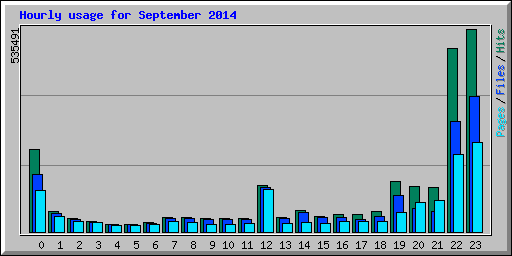 Hourly usage for September 2014
535491
Pages / Files / Hits
0 1 2 3 4 5 6 7 8 9 10 11 12 13 14 15 16 17 18 19 20 21 22 23